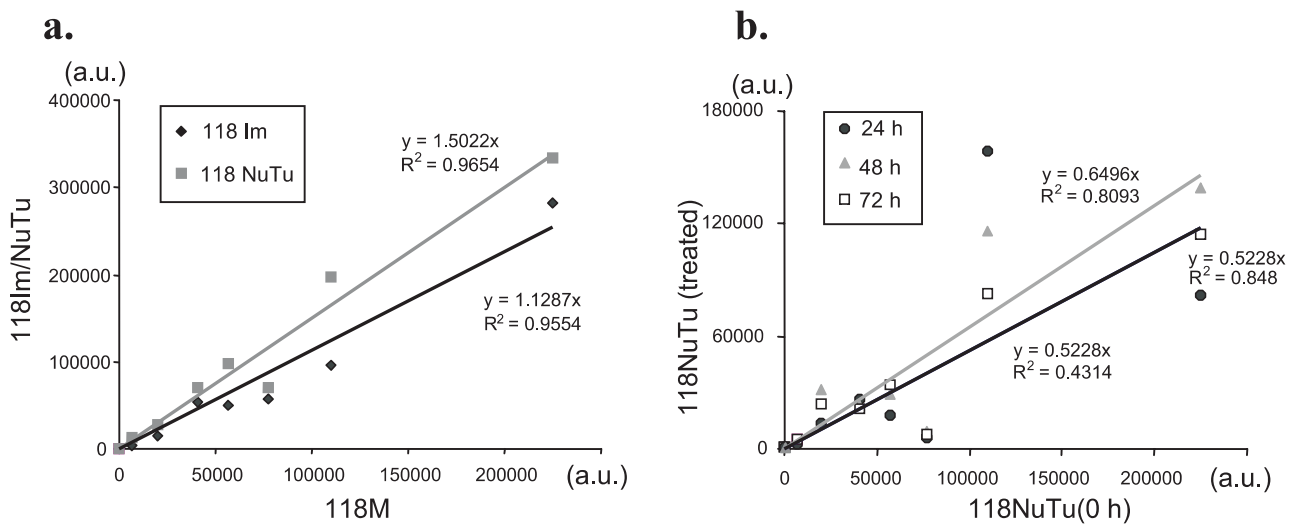 a.
(a.u.)
400000
300000
200000
100000
0
118Im/NuTu
118 Im
118 NuTu
y = 1.5022x
R² = 0.9654
y = 1.1287x
R² = 0.9554
0
50000
100000
150000
200000
(a.u.)
118M
b.
(a.u.)
180000
120000
60000
0
118NuTu (treated)
24 h
48 h
72 h
y = 0.6496x
R² = 0.8093
y = 0.5228x
R² = 0.848
y = 0.5228x
R² = 0.4314
0
50000
100000
150000
200000
(a.u.)
118NuTu(0 h)